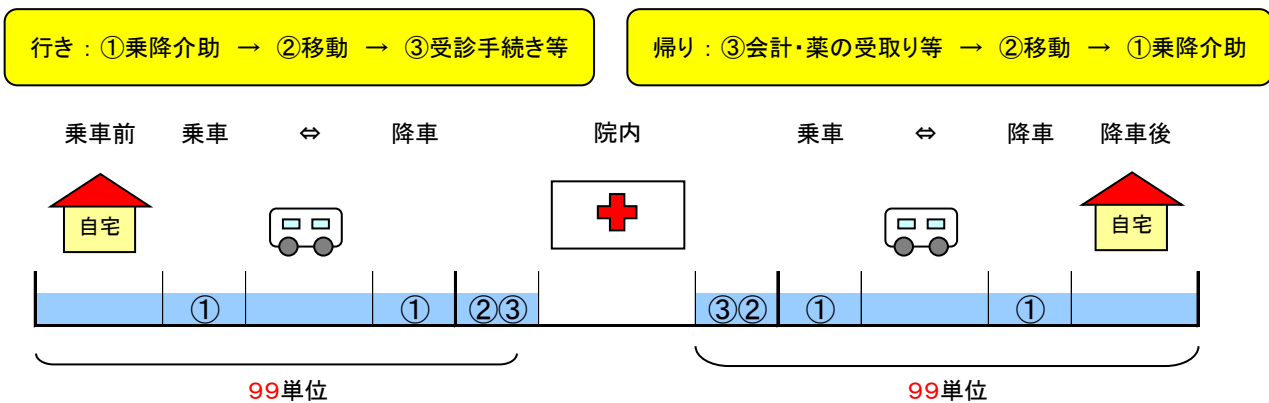 行き：①乗降介助 → ②移動 → ③受診手続き等
帰り：③会計・薬の受取り等 → ②移動 → ①乗降介助
乗車前 乗車 ⇔ 降車 院内 乗車 ⇔ 降車 降車後
自宅 自宅
① ① ②③ ③② ① ①
99単位 99単位